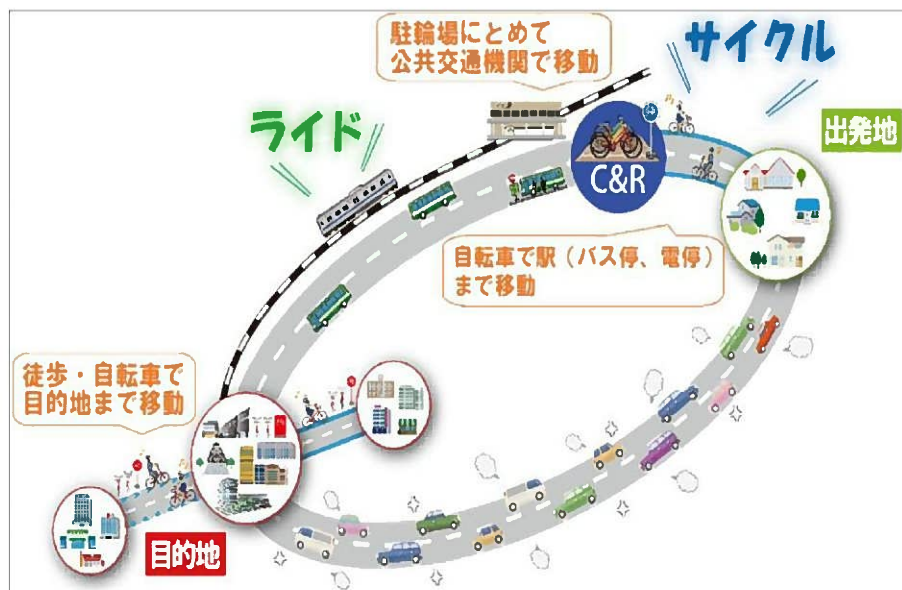 駐輪場にとめて
公共交通機関で移動
サイクル
ライド
出発地
C&R
自転車で駅（バス停、電停）
まで移動
徒歩・自転車で
目的地まで移動
目的地